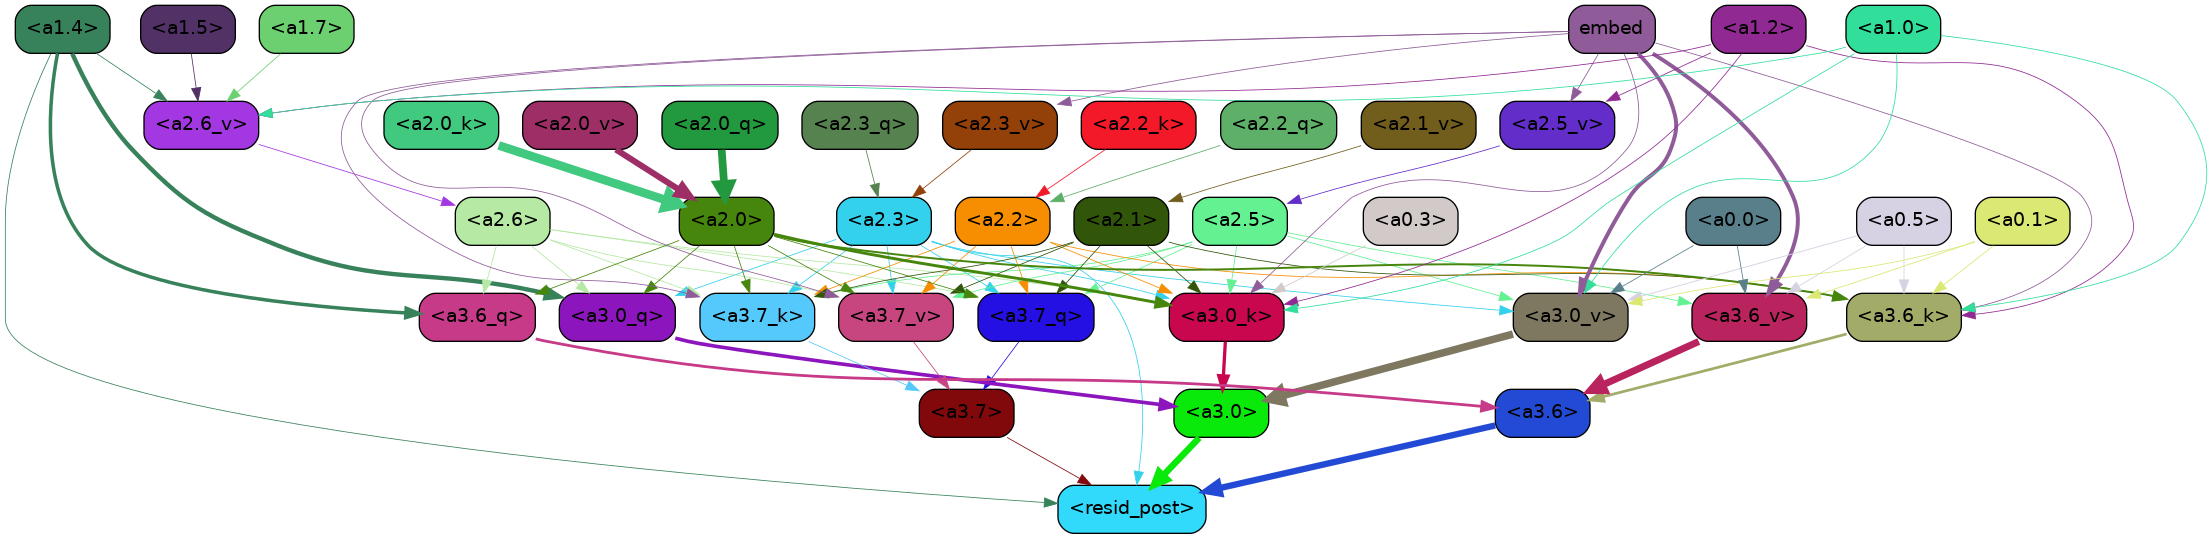 <a1.4> <a1.5> <a1.7> embed <a1.2> <a1.0>
<a2.6_v> <a2.0_k> <a2.0_v> <a2.0_q> <a2.3_q> <a2.3_v> <a2.2_k> <a2.2_q> <a2.1_v> <a2.5_v>
<a2.6> <a2.0> <a2.3> <a2.2> <a2.1> <a2.5> <a0.3> <a0.0> <a0.5> <a0.1>
<a3.6_q> <a3.0_q> <a3.7_k> <a3.7_v> <a3.7_q> <a3.0_k> <a3.0_v> <a3.6_v> <a3.6_k>
<a3.7> <a3.0> <a3.6>
<resid_post>